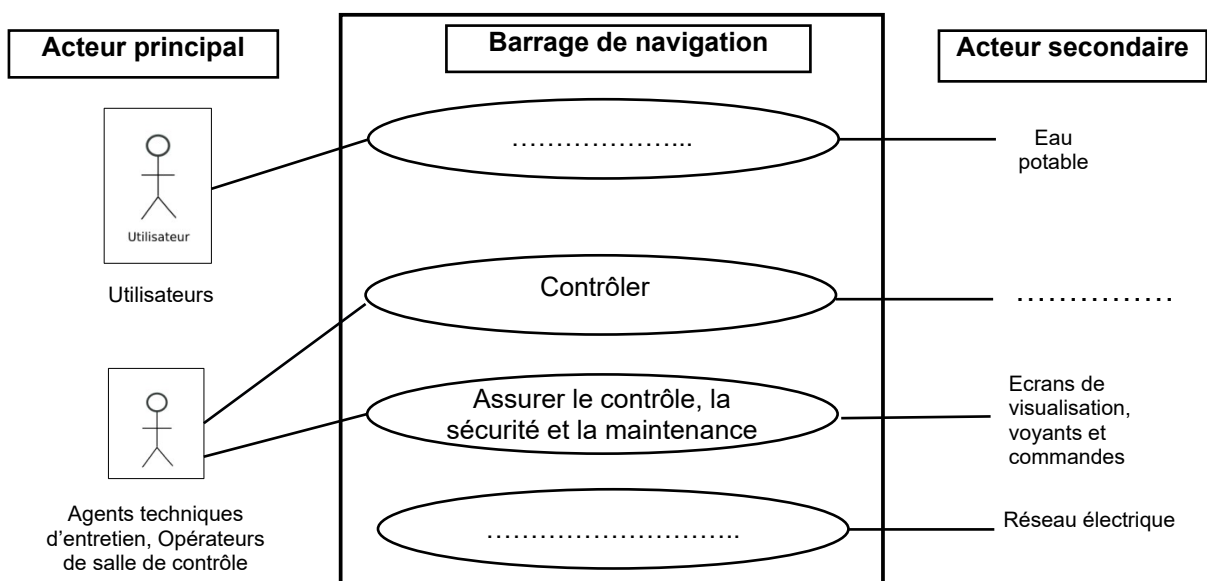 Acteur principal
Barrage de navigation
Acteur secondaire
Utilisateur
Utilisateurs
…………………...
Eau
potable
Contrôler
……………
Assurer le contrôle, la
sécurité et la maintenance
Ecrans de
visualisation,
voyants et
commandes
Agents techniques
d’entretien, Opérateurs
de salle de contrôle
………………………..
Réseau électrique